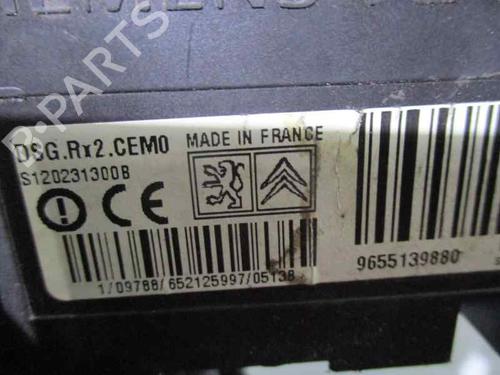 B-PARTS
DSG.Rx2.CEM0
MADE IN FRANCE
S120231300B
CE
1/09788/652125997/05138
9655139880